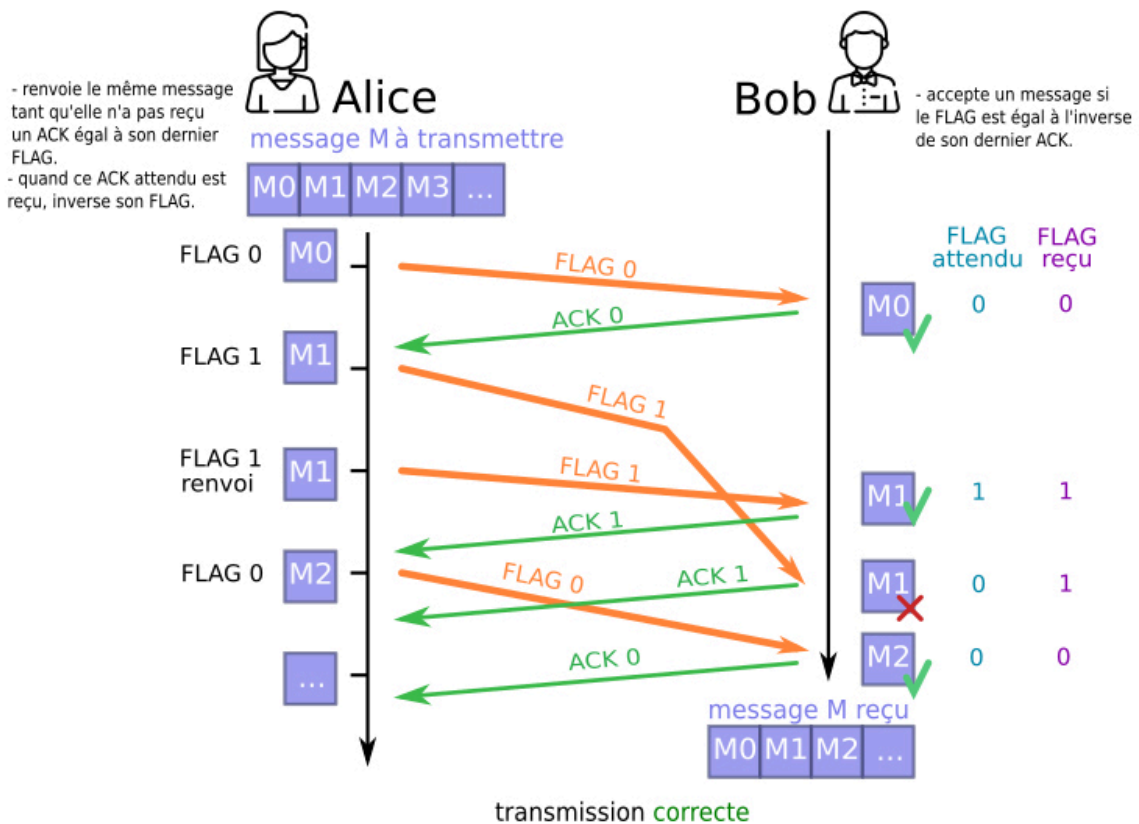 Alice
Bob
- renvoie le même message
tant qu'elle n'a pas reçu
un ACK égal à son dernier
FLAG.
- quand ce ACK attendu est
reçu, inverse son FLAG.
- accepte un message si
le FLAG est égal à l'inverse
de son dernier ACK.
message M à transmettre
M0 M1 M2 M3 ...
FLAG attendu
FLAG reçu
FLAG 0 M0
FLAG 0
M0 0 0
ACK 0
FLAG 1 M1
FLAG 1
FLAG 1
renvoi
M1
FLAG 1
M1 1 1
ACK 1
FLAG 0 M2
FLAG 0
ACK 1
M1 0 1
M2 0 0
ACK 0
...
message M reçu
M0 M1 M2 ...
transmission correcte